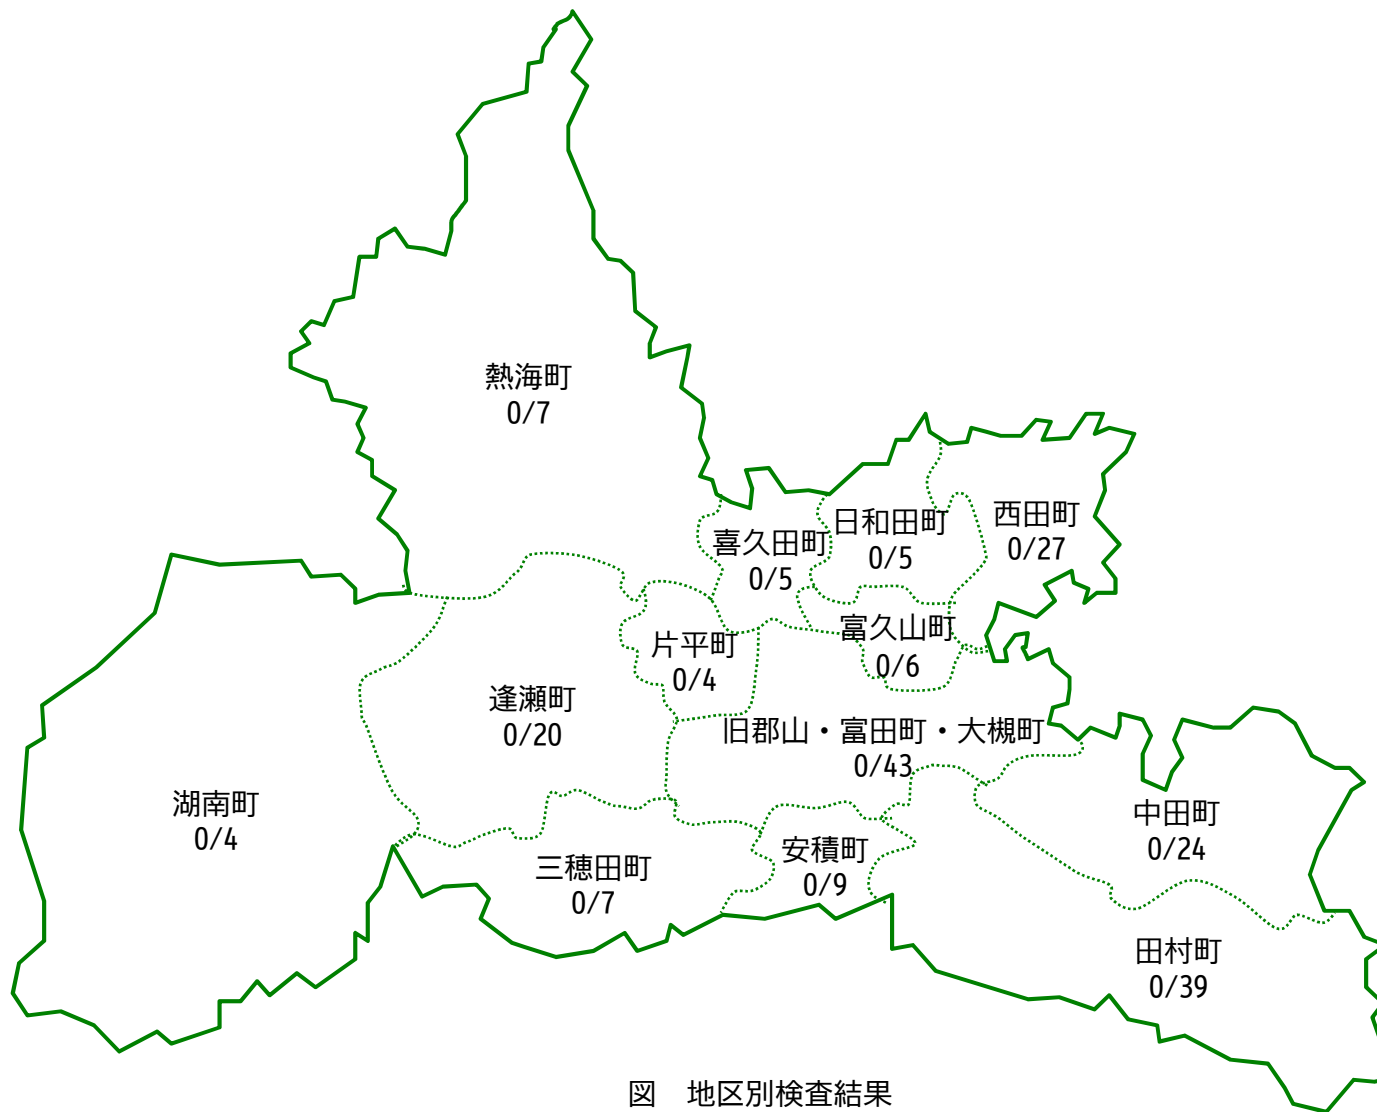 熱海町
0/7
西田町
0/27
日和田町
0/5
喜久田町
0/5
富久山町
0/6
片平町
0/4
逢瀬町
0/20
旧郡山・富田町・大槻町
0/43
湖南町
0/4
中田町
0/24
安積町
0/9
三穂田町
0/7
田村町
0/39
図　地区別検査結果